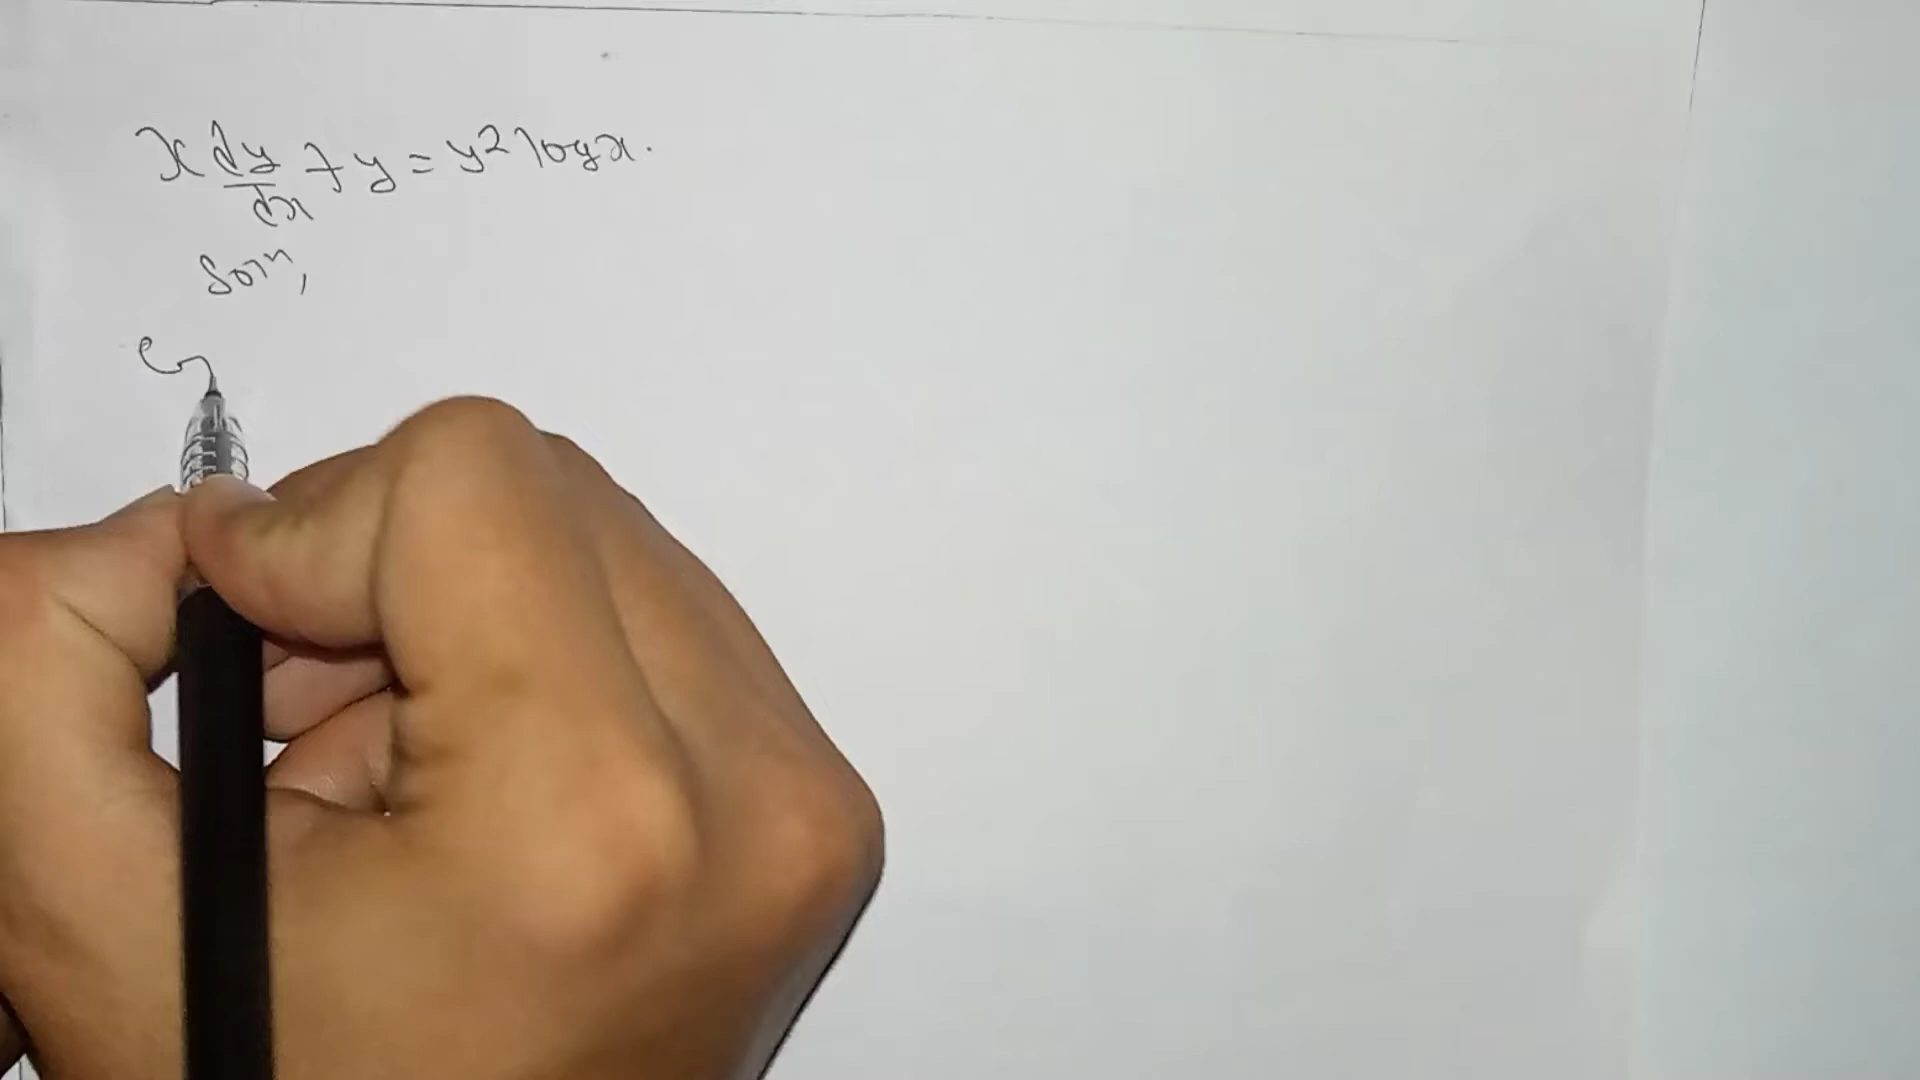 x dy/dx + y = y² log x.
Solⁿ,